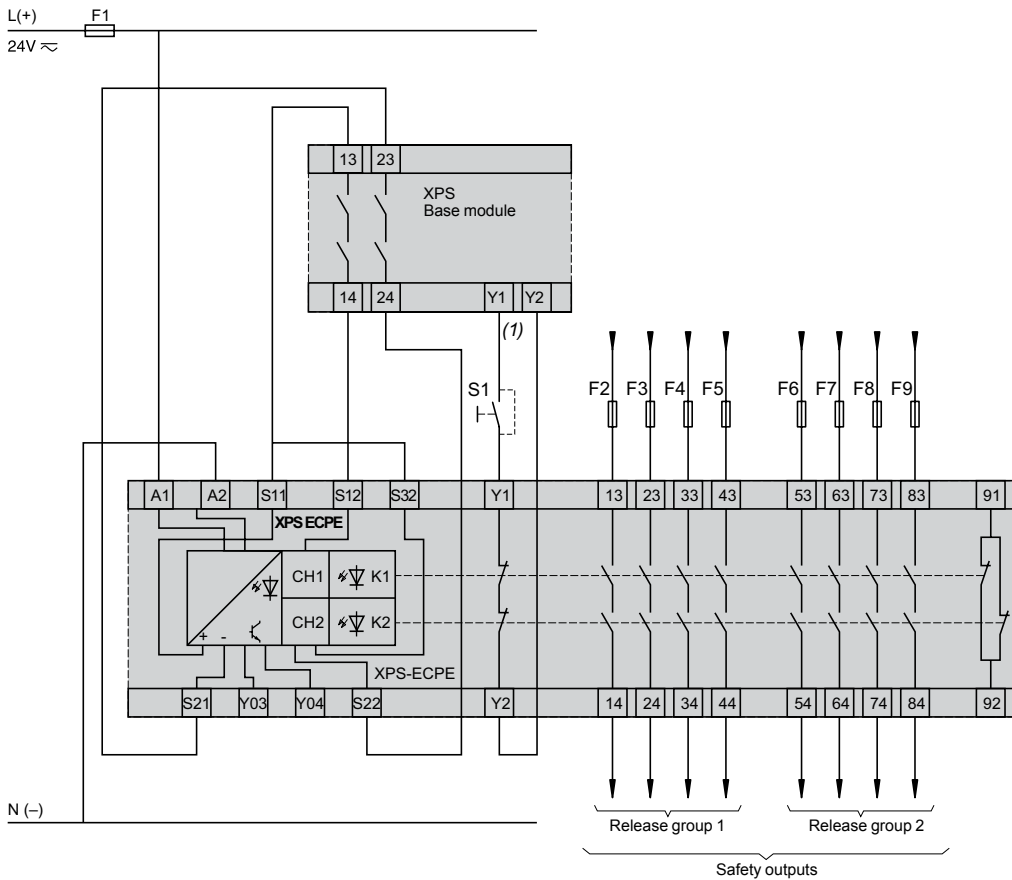 L(+) F1
24V
13 23
XPS
Base module
14 24 Y1 Y2
(1)
S1 F2 F3 F4 F5 F6 F7 F8 F9
A1 A2 S11 S12 S32 Y1 13 23 33 43 53 63 73 83 91
XPS ECPE
CH1 K1
CH2 K2
+ -
XPS-ECPE
S21 Y03 Y04 S22 Y2 14 24 34 44 54 64 74 84 92
N (–)
Release group 1 Release group 2
Safety outputs